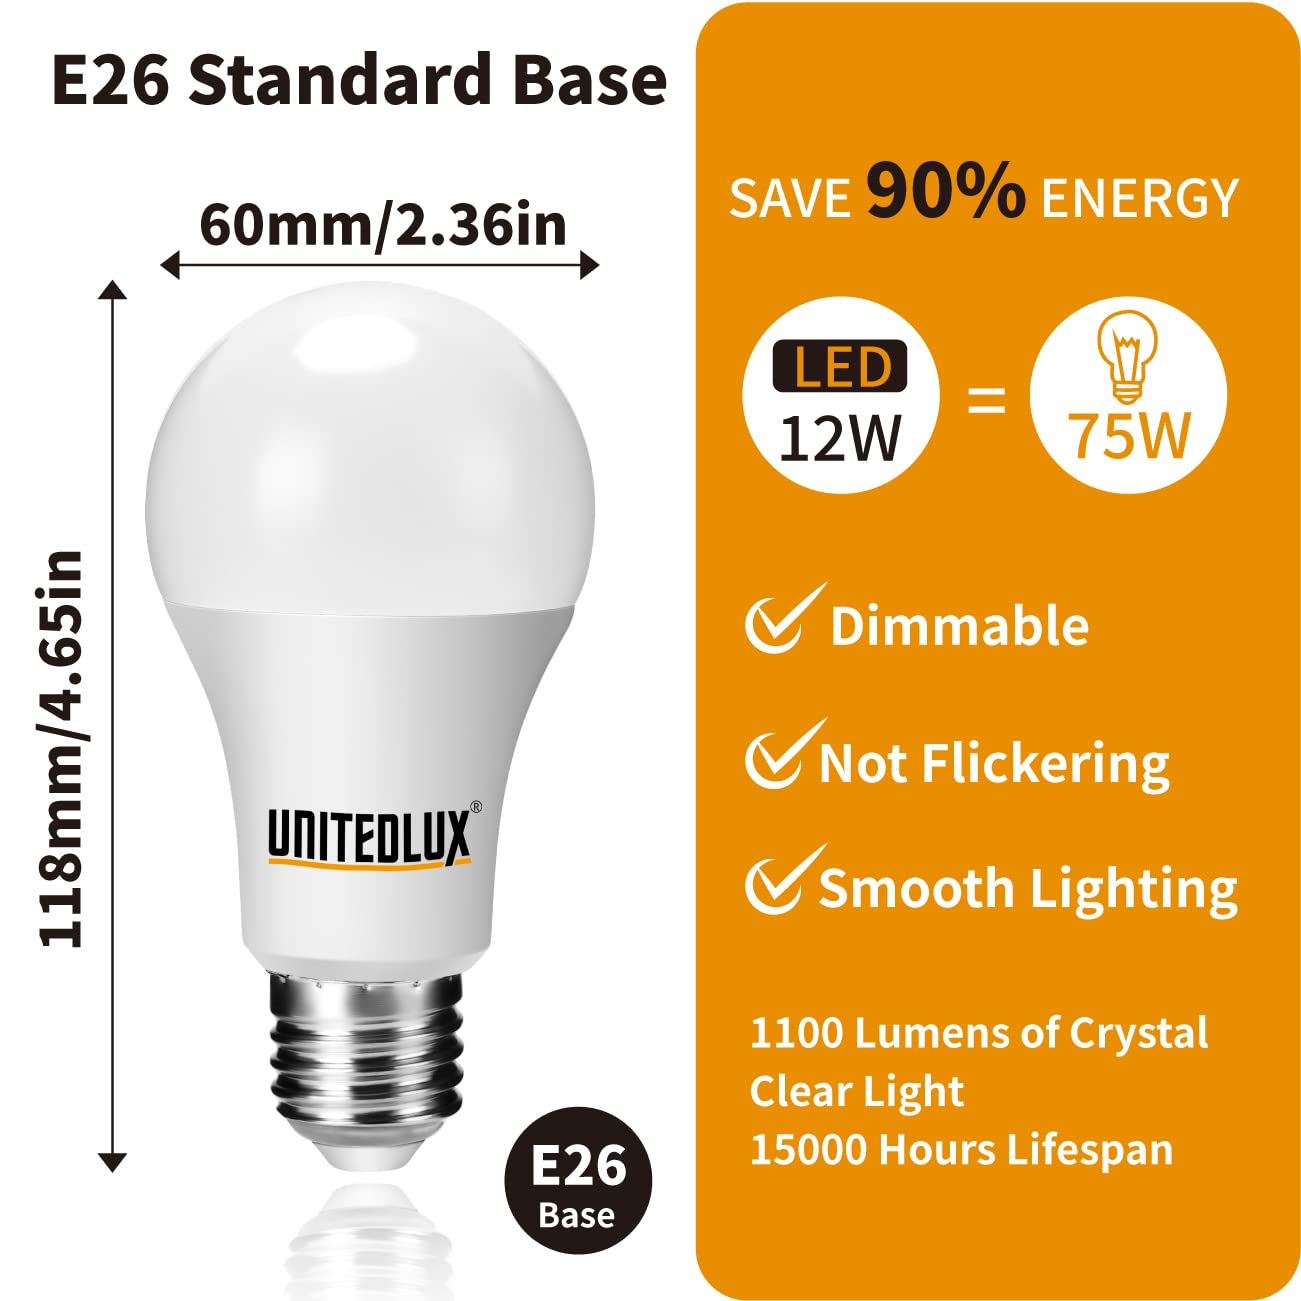 E26 Standard Base
60mm/2.36in
118mm/4.65in
UNITEDLUX®
E26
Base
SAVE 90% ENERGY
LED
12W
=
75W
Dimmable
Not Flickering
Smooth Lighting
1100 Lumens of Crystal
Clear Light
15000 Hours Lifespan